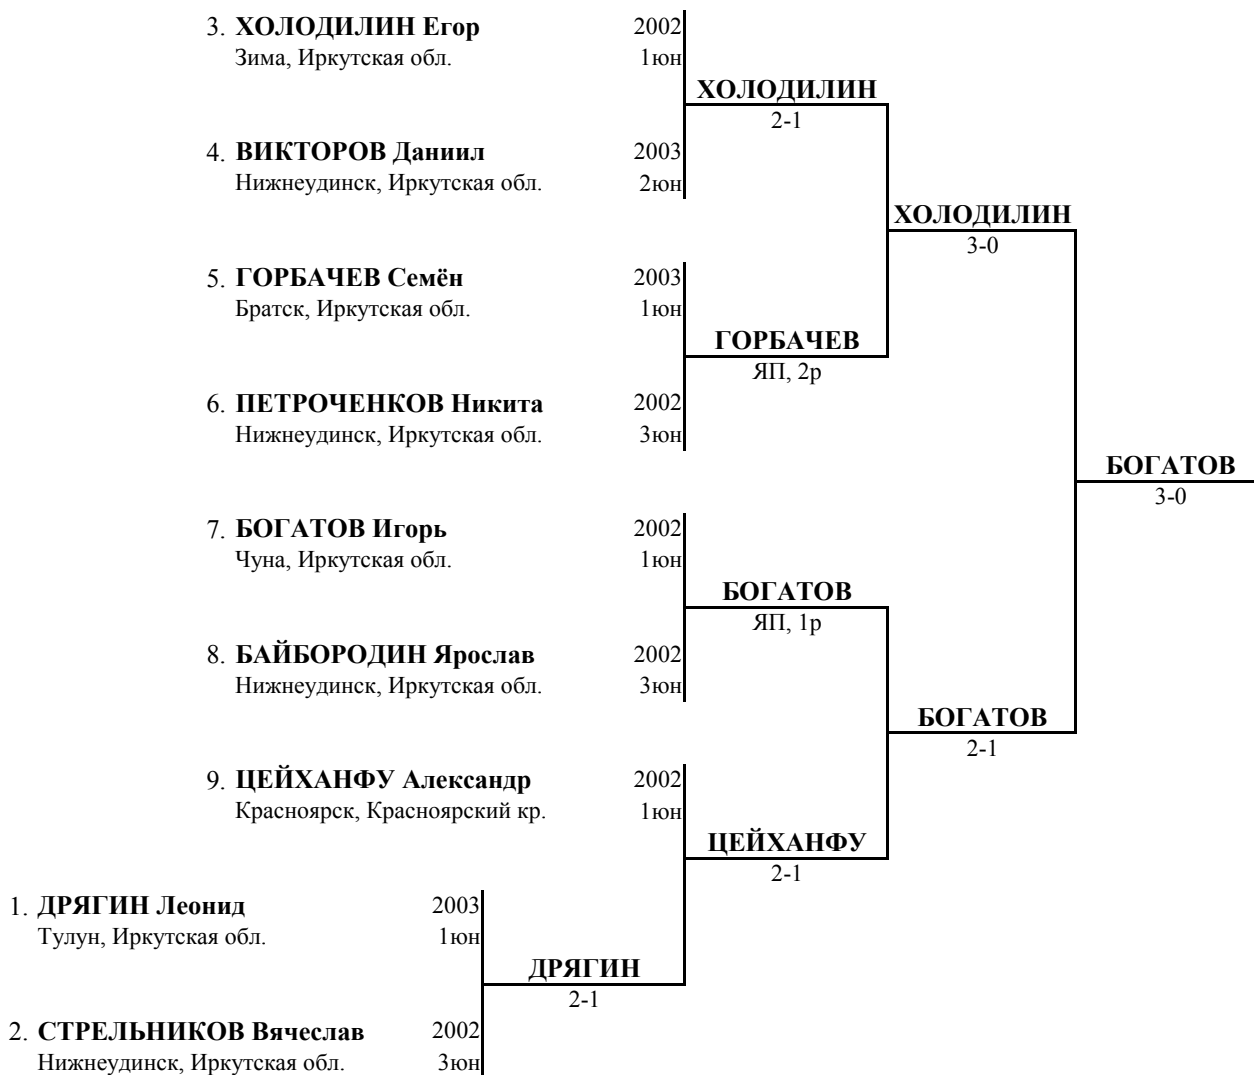 3. ХОЛОДИЛИН Егор 2002
Зима, Иркутская обл. 1юн
ХОЛОДИЛИН
2-1
4. ВИКТОРОВ Даниил 2003
Нижнеудинск, Иркутская обл. 2юн
ХОЛОДИЛИН
3-0
5. ГОРБАЧЕВ Семён 2003
Братск, Иркутская обл. 1юн
ГОРБАЧЕВ
ЯП, 2р
6. ПЕТРОЧЕНКОВ Никита 2002
Нижнеудинск, Иркутская обл. 3юн
БОГАТОВ
3-0
7. БОГАТОВ Игорь 2002
Чуна, Иркутская обл. 1юн
БОГАТОВ
ЯП, 1р
8. БАЙБОРОДИН Ярослав 2002
Нижнеудинск, Иркутская обл. 3юн
БОГАТОВ
2-1
9. ЦЕЙХАНФУ Александр 2002
Красноярск, Красноярский кр. 1юн
ЦЕЙХАНФУ
2-1
1. ДРЯГИН Леонид 2003
Тулун, Иркутская обл. 1юн
ДРЯГИН
2-1
2. СТРЕЛЬНИКОВ Вячеслав 2002
Нижнеудинск, Иркутская обл. 3юн